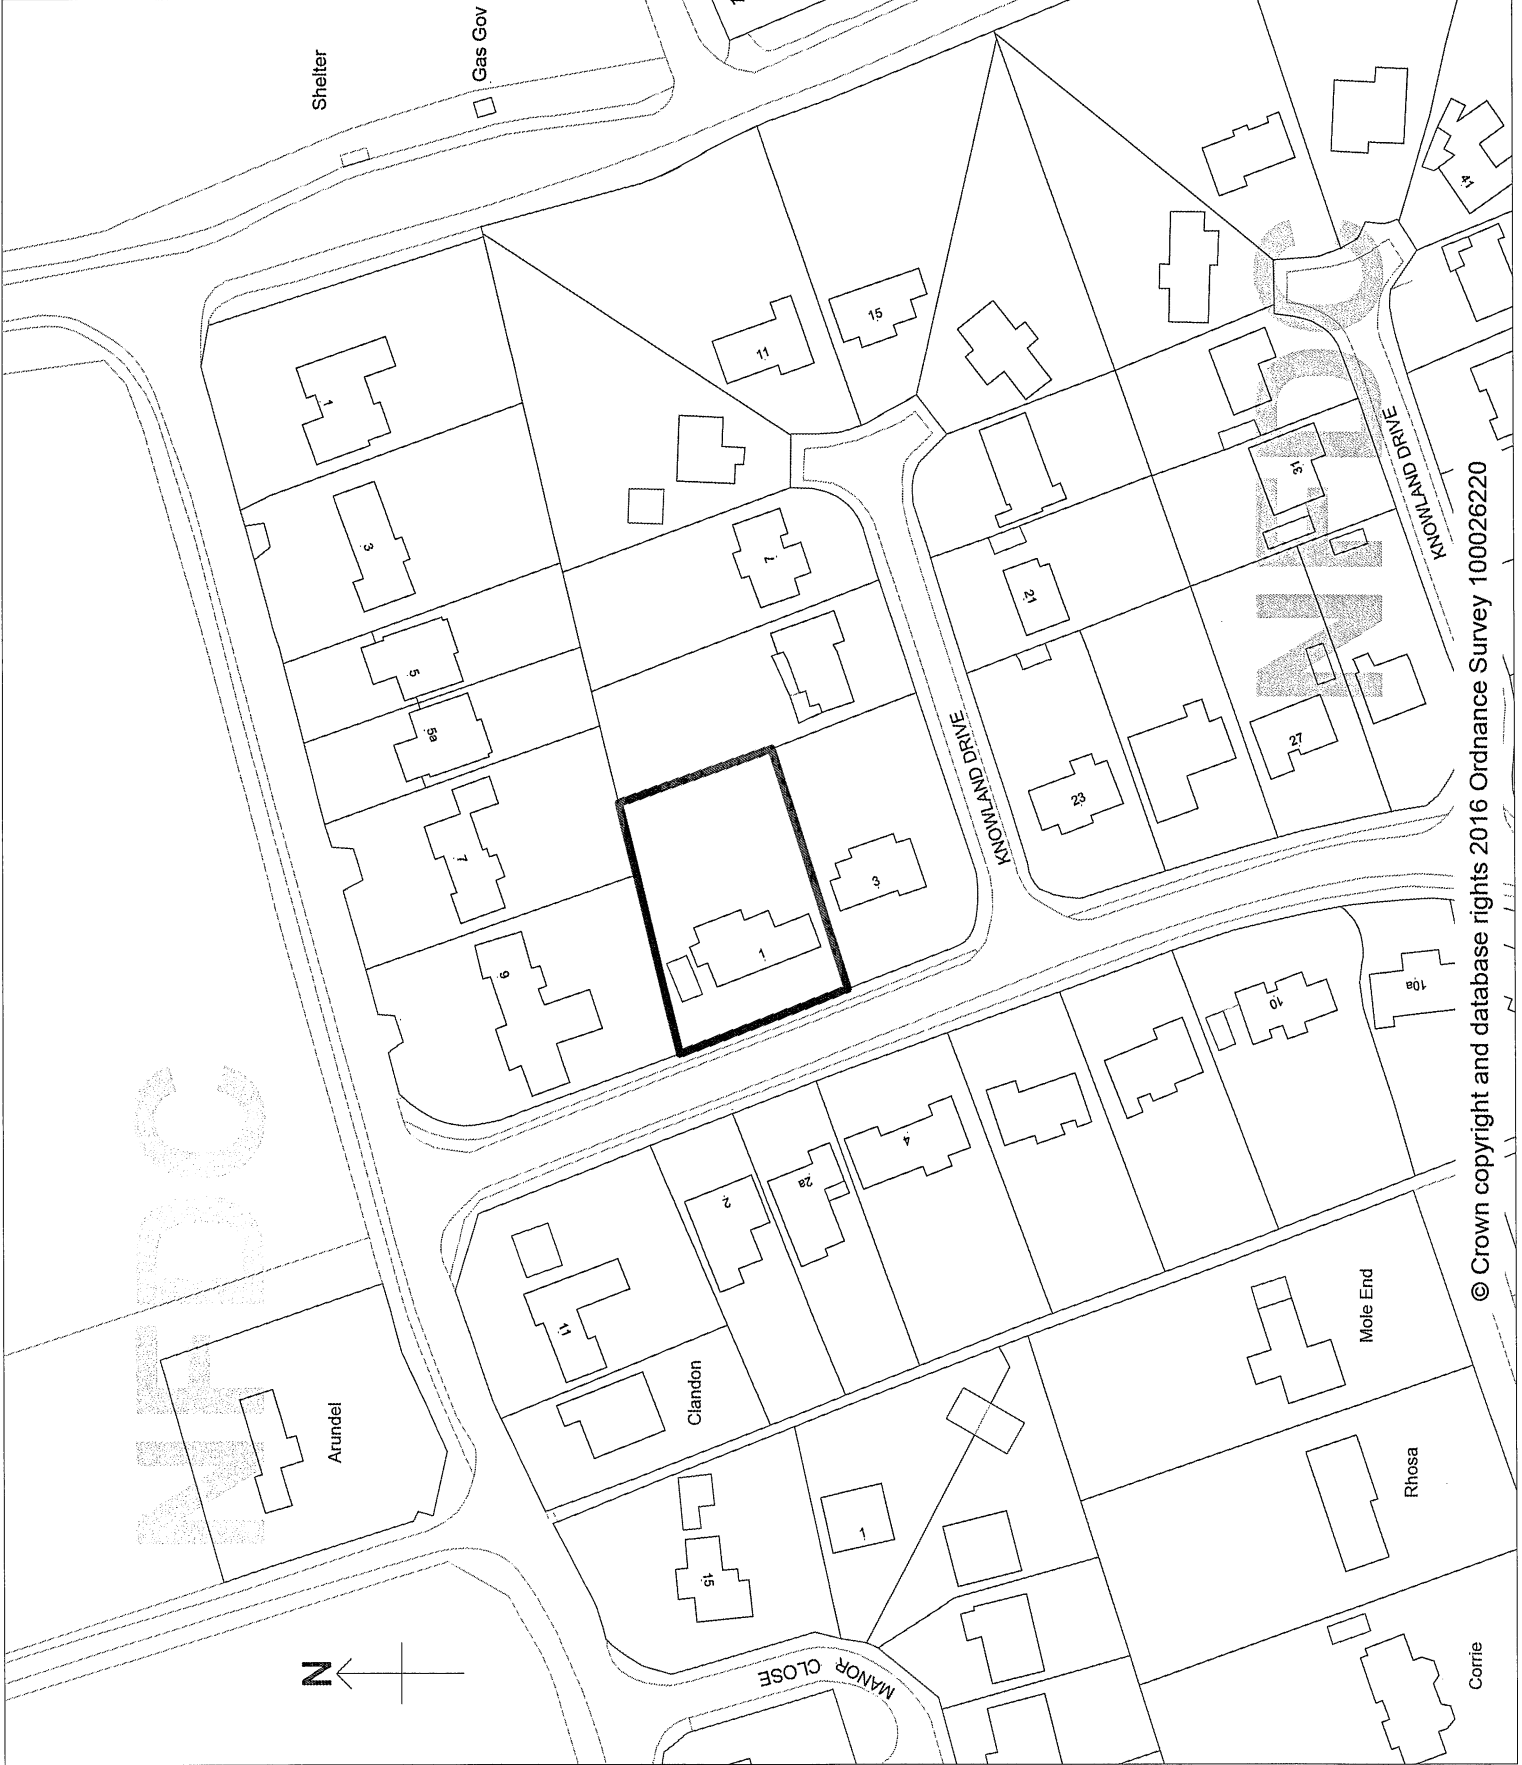 NFDC
N
Shelter
Gas Gov
Arundel
1
3
5
5a
7
9
11
Clandon
15
1
MANOR CLOSE
2
2a
4
1
3
7
11
15
KNOWLAND DRIVE
21
23
27
31
41
10
10a
NFDC
KNOWLAND DRIVE
Mole End
Rhosa
Corrie
© Crown copyright and database rights 2016 Ordnance Survey 100026220